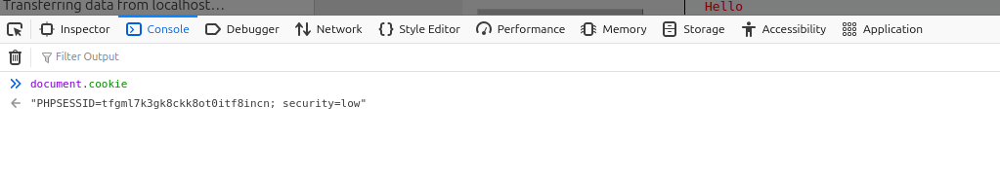 Transferring data from localhost…
Hello
Inspector Console Debugger Network Style Editor Performance Memory Storage Accessibility Application
Filter Output
document.cookie
"PHPSESSID=tfgml7k3gk8ckk8ot0itf8incn; security=low"